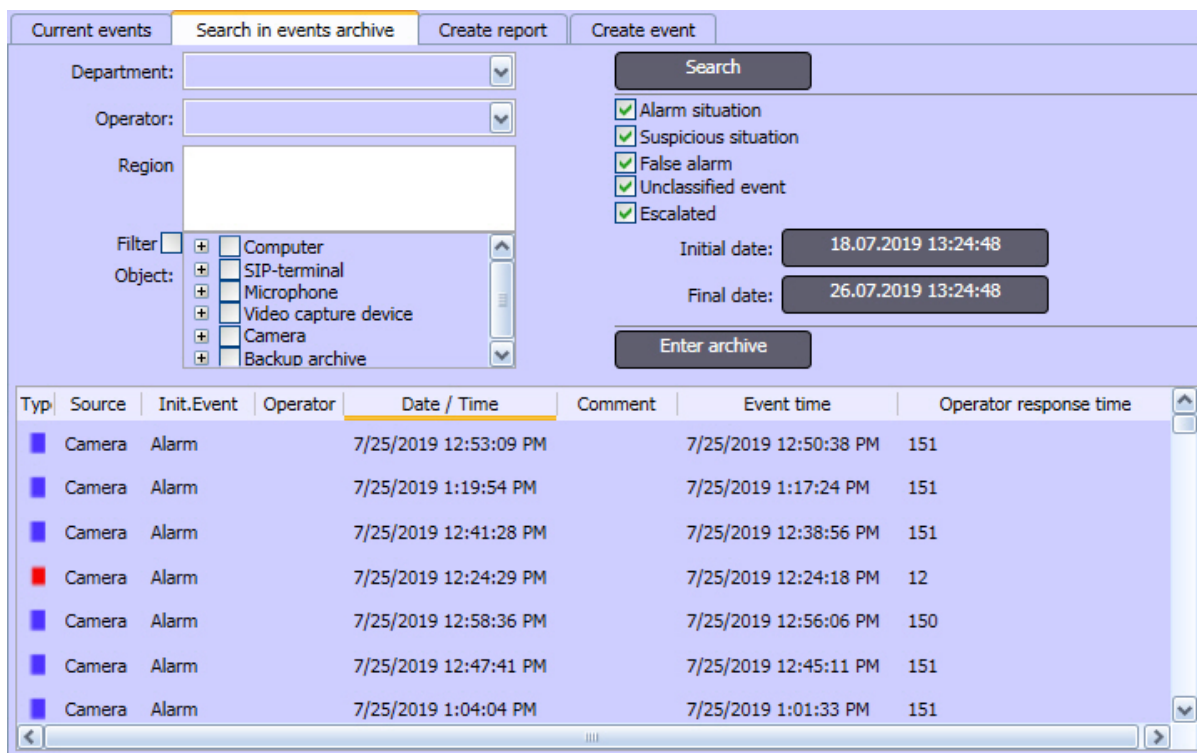 Current events Search in events archive Create report Create event
Department:
Operator:
Region
Filter
Object:
Computer
SIP-terminal
Microphone
Video capture device
Camera
Backup archive
Search
Alarm situation
Suspicious situation
False alarm
Unclassified event
Escalated
Initial date: 18.07.2019 13:24:48
Final date: 26.07.2019 13:24:48
Enter archive
Typ Source Init.Event Operator Date / Time Comment Event time Operator response time
Camera Alarm 7/25/2019 12:53:09 PM 7/25/2019 12:50:38 PM 151
Camera Alarm 7/25/2019 1:19:54 PM 7/25/2019 1:17:24 PM 151
Camera Alarm 7/25/2019 12:41:28 PM 7/25/2019 12:38:56 PM 151
Camera Alarm 7/25/2019 12:24:29 PM 7/25/2019 12:24:18 PM 12
Camera Alarm 7/25/2019 12:58:36 PM 7/25/2019 12:56:06 PM 150
Camera Alarm 7/25/2019 12:47:41 PM 7/25/2019 12:45:11 PM 151
Camera Alarm 7/25/2019 1:04:04 PM 7/25/2019 1:01:33 PM 151